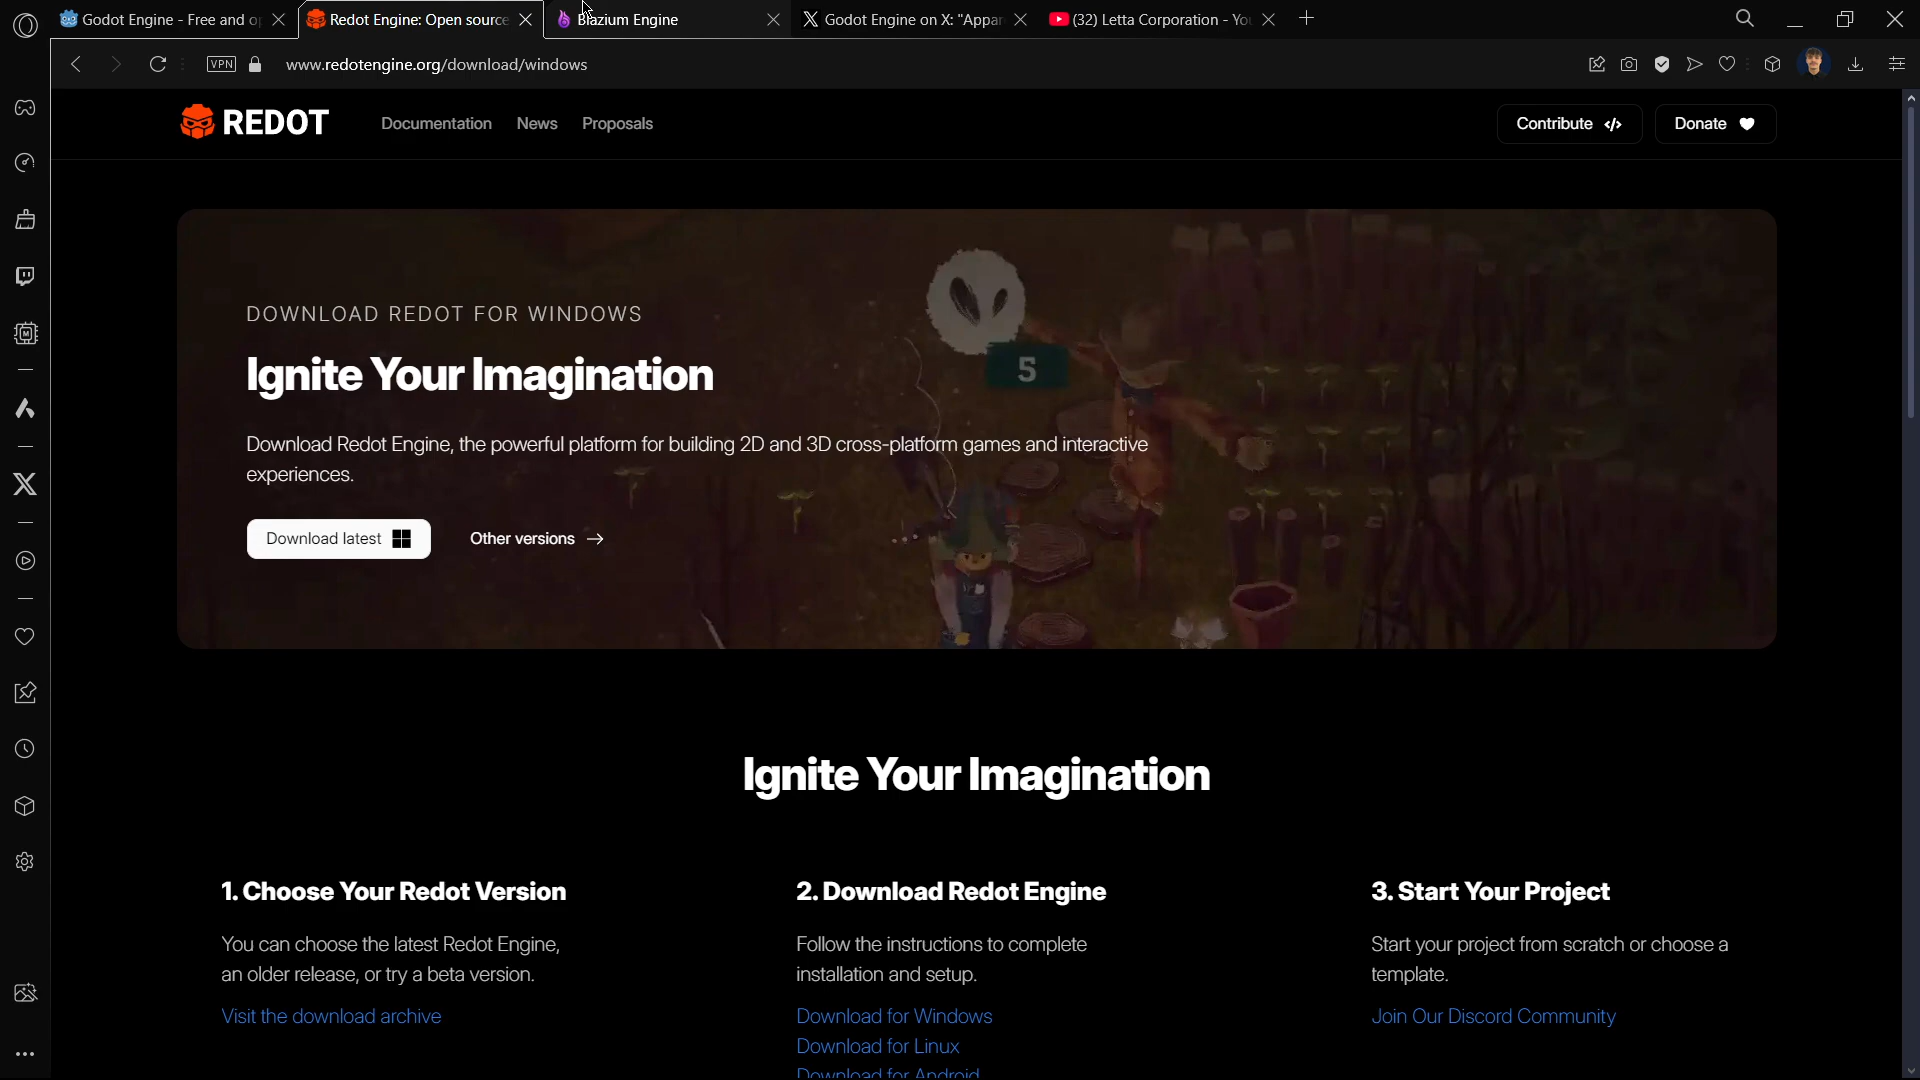 Godot Engine - Free and o
Redot Engine: Open source
Blazium Engine
Godot Engine on X: "Appar
(32) Letta Corporation - Yo
VPN
www.redotengine.org/download/windows
REDOT
Documentation
News
Proposals
Contribute
Donate
DOWNLOAD REDOT FOR WINDOWS
Ignite Your Imagination
5
Download Redot Engine, the powerful platform for building 2D and 3D cross-platform games and interactive
experiences.
Download latest
Other versions
Ignite Your Imagination
1. Choose Your Redot Version
You can choose the latest Redot Engine,
an older release, or try a beta version.
Visit the download archive
2. Download Redot Engine
Follow the instructions to complete
installation and setup.
Download for Windows
Download for Linux
Download for Android
3. Start Your Project
Start your project from scratch or choose a
template.
Join Our Discord Community